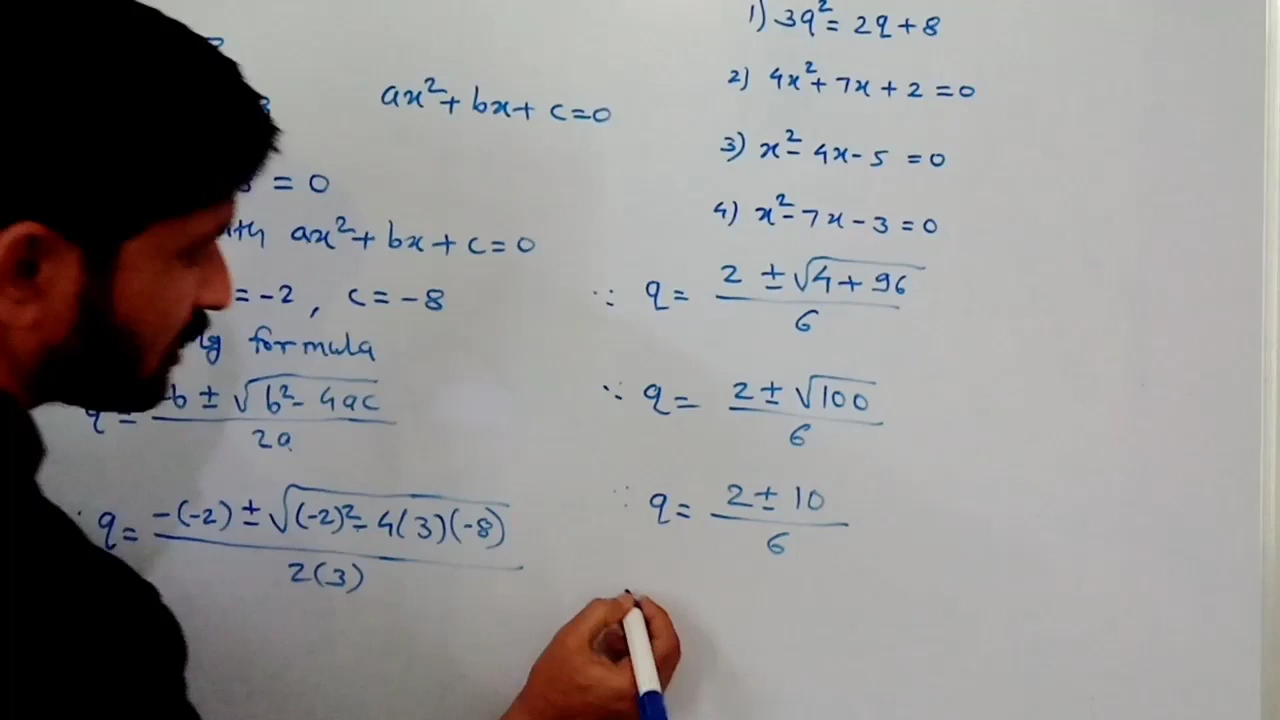 ax²+ bx+ c=0
= 0
ax²+ bx+ c=0
=-2 , c=-8
formula
q= -b ± √b²- 4ac / 2a
q= -(-2) ± √(-2)²- 4(3)(-8) / 2(3)
1) 3q²= 2q+8
2) 4x²+ 7x + 2 =0
3) x²- 4x- 5 =0
4) x²-7x-3=0
∵ q= 2 ±√4+96 / 6
∵ q= 2± √100 / 6
∵ q= 2± 10 / 6